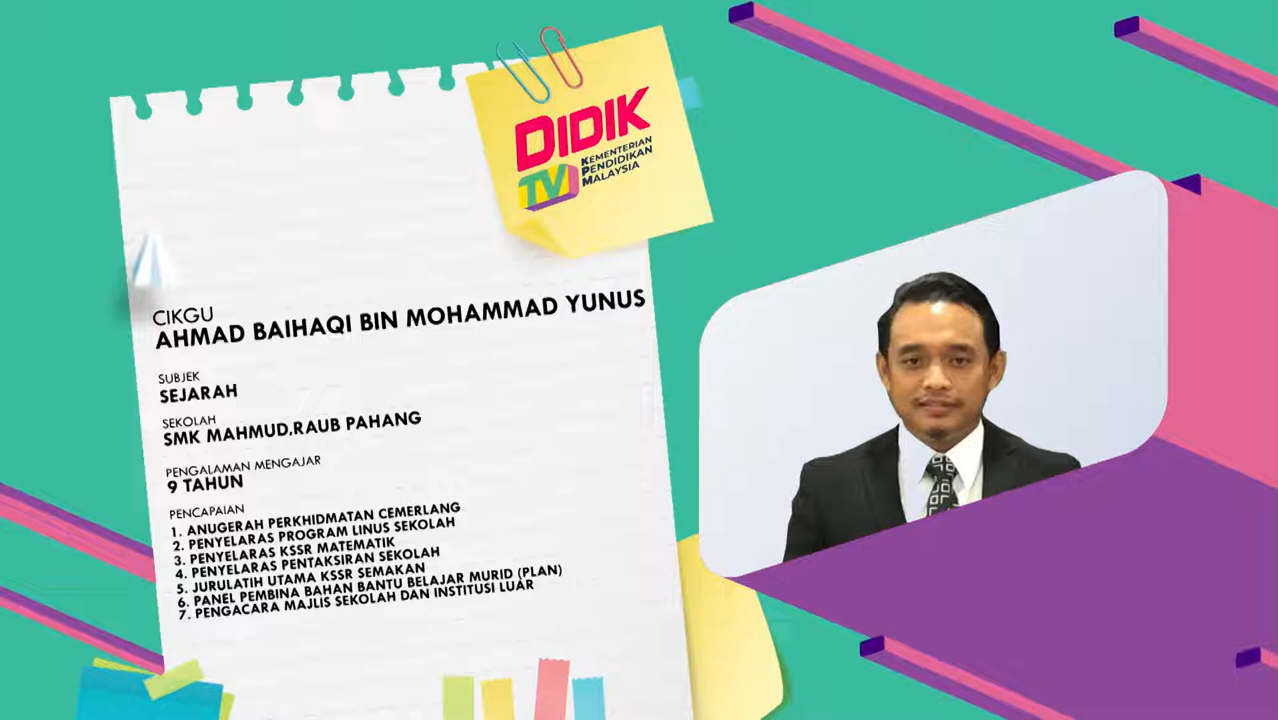 DIDIK
TV
KEMENTERIAN
PENDIDIKAN
MALAYSIA
CIKGU
AHMAD BAIHAQI BIN MOHAMMAD YUNUS
SUBJEK
SEJARAH
SEKOLAH
SMK MAHMUD,RAUB PAHANG
PENGALAMAN MENGAJAR
9 TAHUN
PENCAPAIAN
1. ANUGERAH PERKHIDMATAN CEMERLANG
2. PENYELARAS PROGRAM LINUS SEKOLAH
3. PENYELARAS KSSR MATEMATIK
4. PENYELARAS PENTAKSIRAN SEKOLAH
5. JURULATIH UTAMA KSSR SEMAKAN
6. PANEL PEMBINA BAHAN BANTU BELAJAR MURID (PLAN)
7. PENGACARA MAJLIS SEKOLAH DAN INSTITUSI LUAR